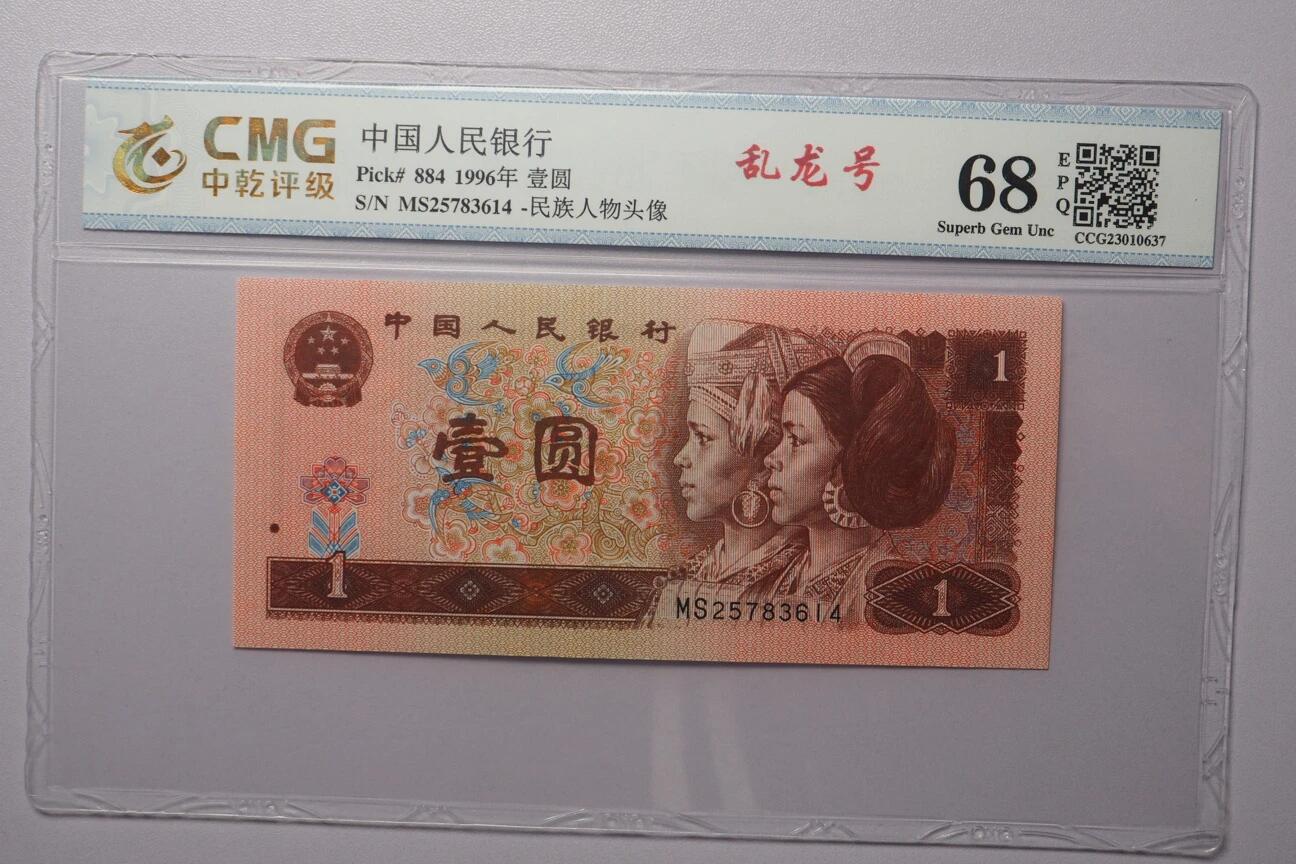 CMG
中乾评级
中国人民银行
Pick# 884 1996年 壹圆
S/N MS25783614 -民族人物头像
乱龙号
68
EPQ
Superb Gem Unc
CCG23010637
中国人民银行
1
壹圆
1
MS25783614
1